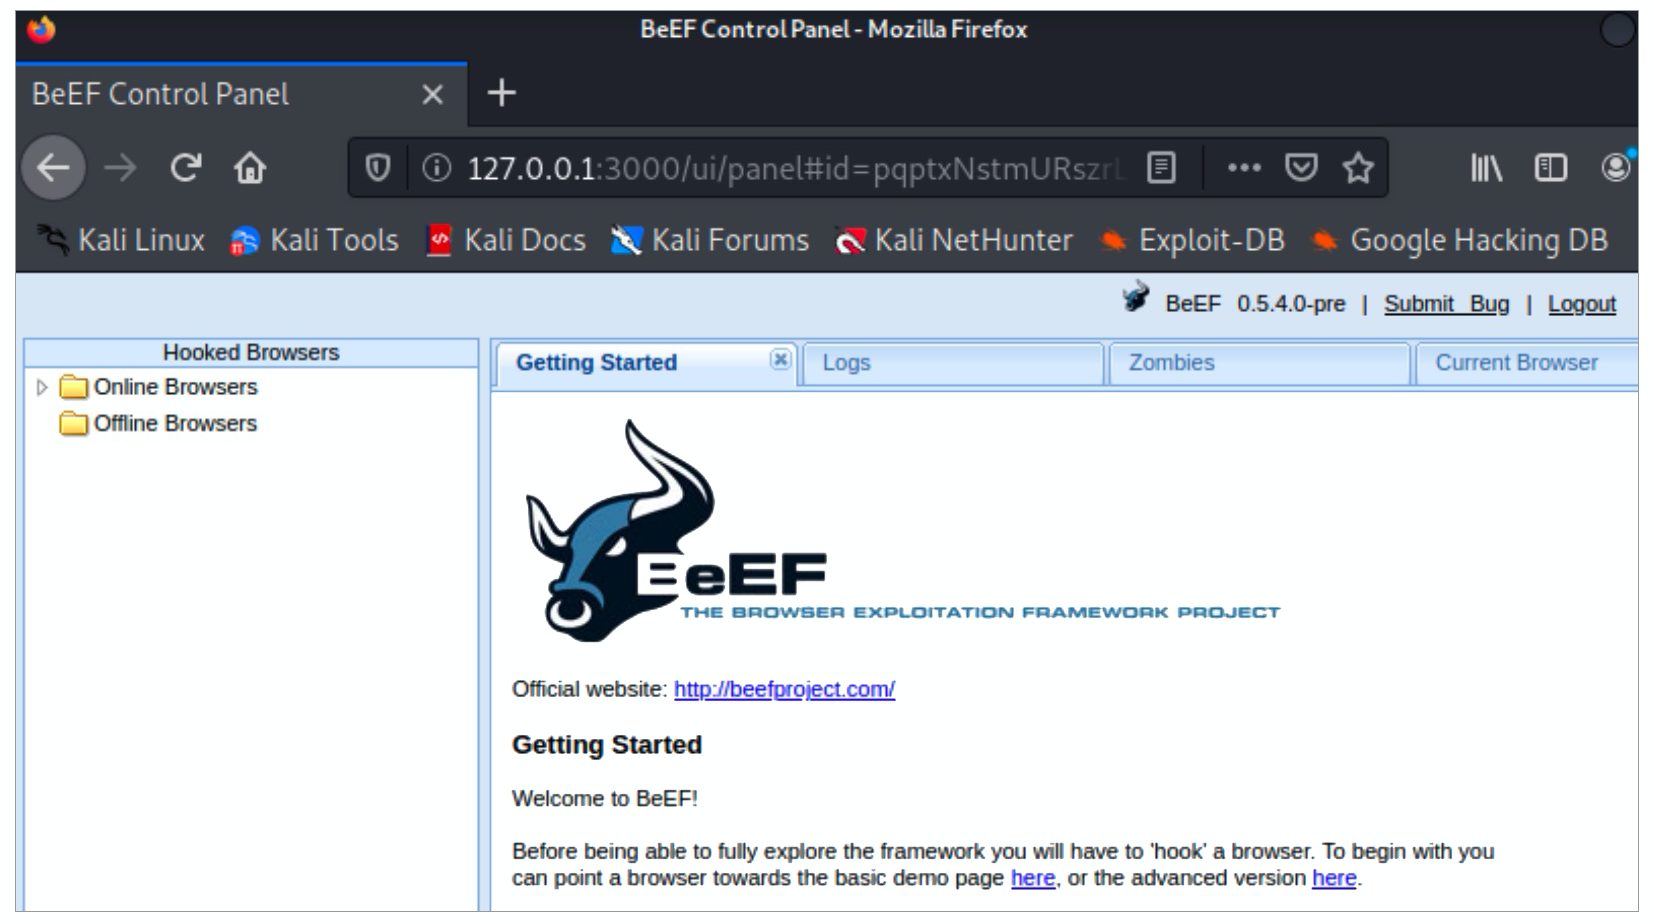 BeEF Control Panel - Mozilla Firefox
BeEF Control Panel
127.0.0.1:3000/ui/panel#id=pqptxNstmURszrL
Kali Linux Kali Tools Kali Docs Kali Forums Kali NetHunter Exploit-DB Google Hacking DB
BeEF 0.5.4.0-pre | Submit Bug | Logout
Hooked Browsers
Online Browsers
Offline Browsers
Getting Started Logs Zombies Current Browser
BeEF
THE BROWSER EXPLOITATION FRAMEWORK PROJECT
Official website: http://beefproject.com/
Getting Started
Welcome to BeEF!
Before being able to fully explore the framework you will have to 'hook' a browser. To begin with you
can point a browser towards the basic demo page here, or the advanced version here.